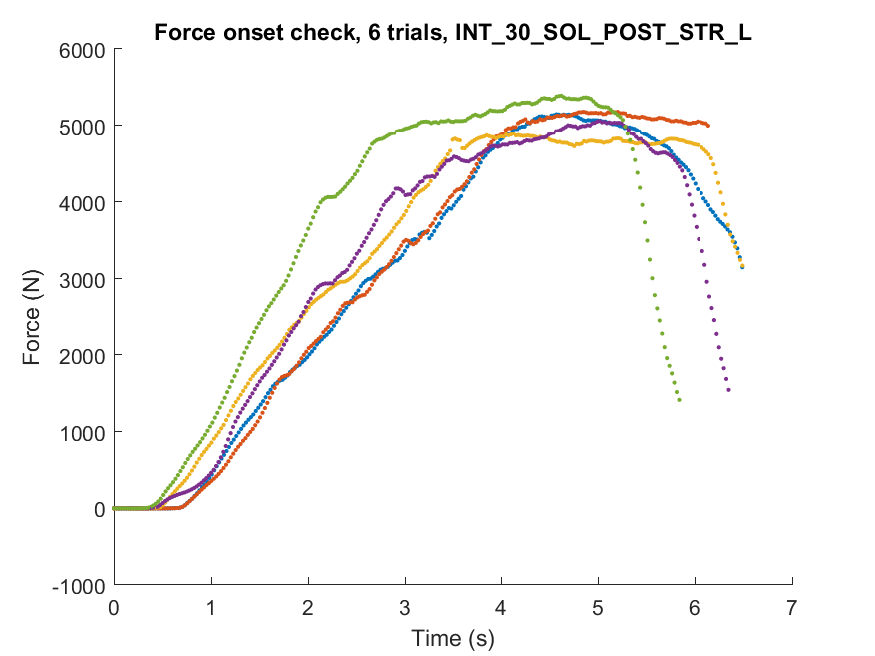 Force onset check, 6 trials, INT_30_SOL_POST_STR_L
6000
5000
4000
3000
2000
1000
0
-1000
Force (N)
0 1 2 3 4 5 6 7
Time (s)